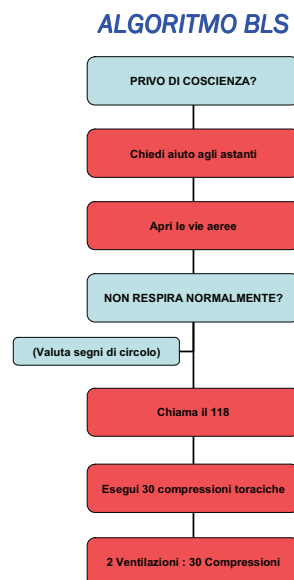 ALGORITMO BLS
PRIVO DI COSCIENZA?
Chiedi aiuto agli astanti
Apri le vie aeree
NON RESPIRA NORMALMENTE?
(Valuta segni di circolo)
Chiama il 118
Esegui 30 compressioni toraciche
2 Ventilazioni : 30 Compressioni